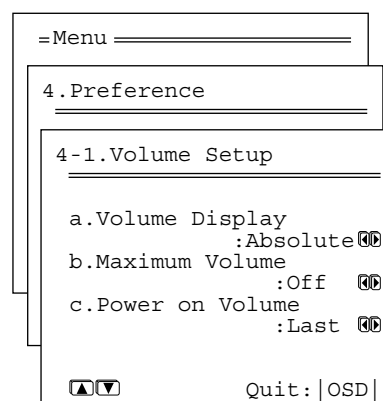 =Menu
4.Preference
4-1.Volume Setup
a.Volume Display
:Absolute
b.Maximum Volume
:Off
c.Power on Volume
:Last
Quit:|OSD|